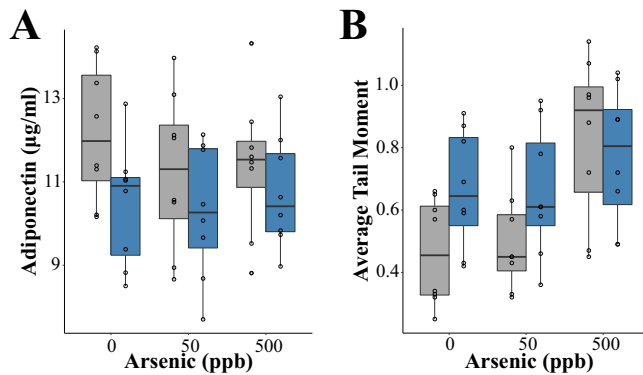 A
Adiponectin (μg/ml)
13
11
9
0
50
500
Arsenic (ppb)
B
Average Tail Moment
1.0
0.8
0.6
0.4
0
50
500
Arsenic (ppb)